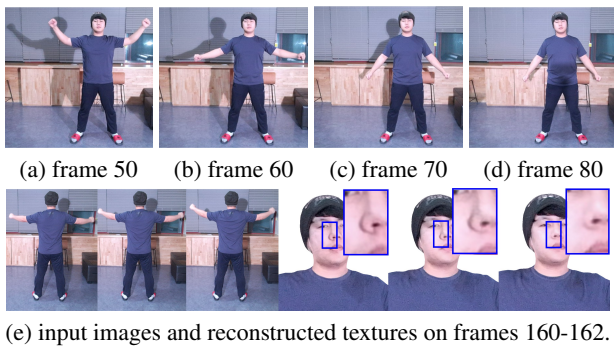 (a) frame 50 (b) frame 60 (c) frame 70 (d) frame 80
(e) input images and reconstructed textures on frames 160-162.